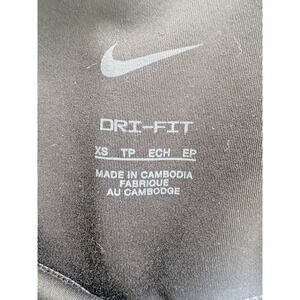 DRI-FIT
XS TP ECH EP
MADE IN CAMBODIA
FABRIQUE
AU CAMBODGE